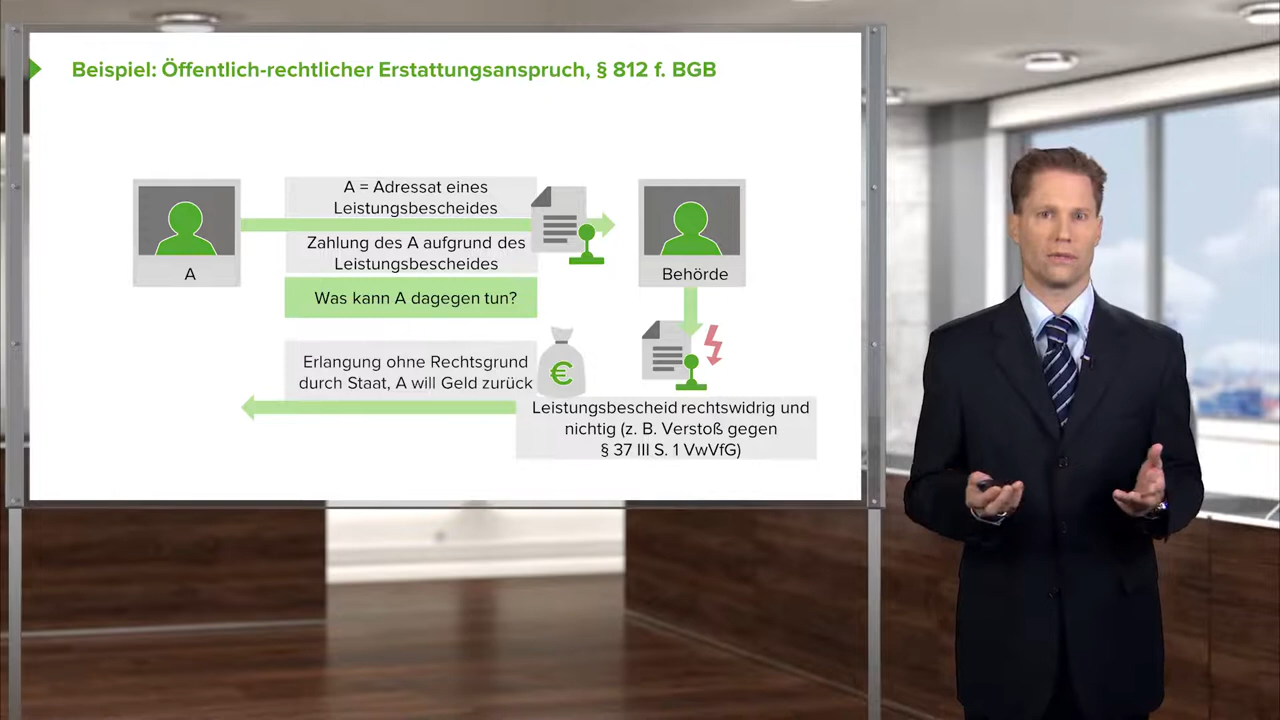 Beispiel: Öffentlich-rechtlicher Erstattungsanspruch, § 812 f. BGB
A = Adressat eines
Leistungsbescheides
Zahlung des A aufgrund des
Leistungsbescheides
A
Behörde
Was kann A dagegen tun?
Erlangung ohne Rechtsgrund
durch Staat, A will Geld zurück
€
Leistungsbescheid rechtswidrig und
nichtig (z. B. Verstoß gegen
§ 37 III S. 1 VwVfG)